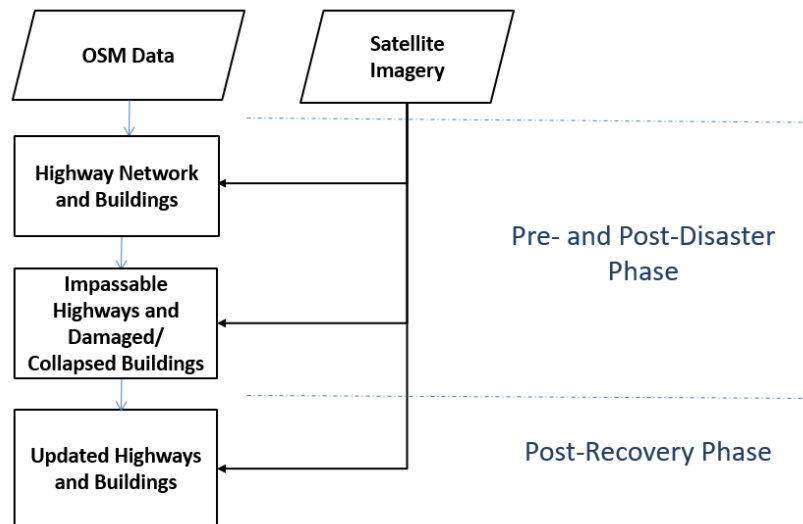 OSM Data
Satellite
Imagery
Highway Network
and Buildings
Pre- and Post-Disaster
Phase
Impassable
Highways and
Damaged/
Collapsed Buildings
Updated Highways
and Buildings
Post-Recovery Phase